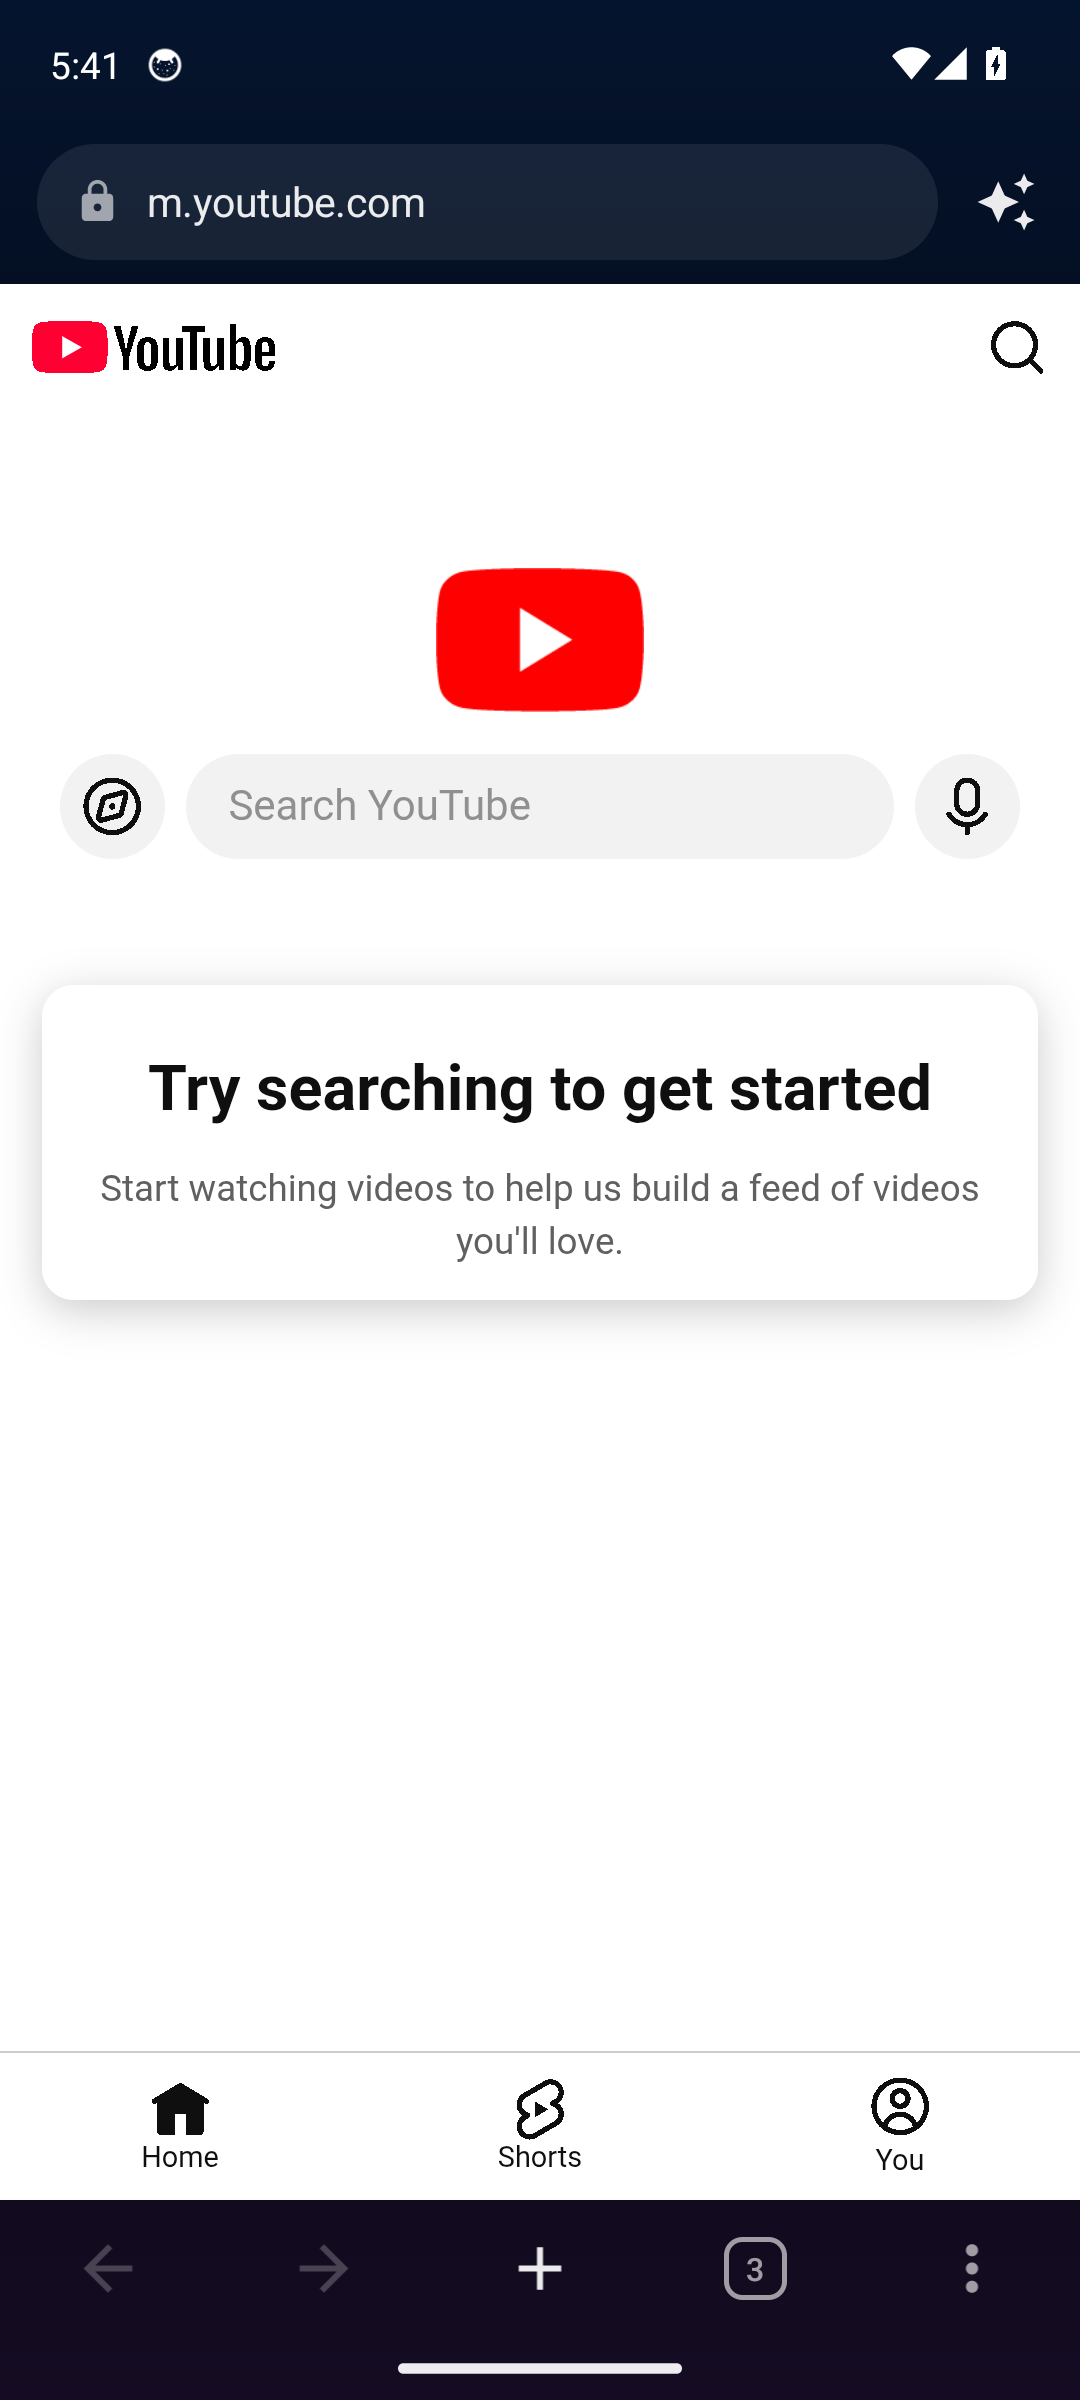 5:41
m.youtube.com
YouTube
Search YouTube
Try searching to get started
Start watching videos to help us build a feed of videos
you'll love.
Home
Shorts
You
3